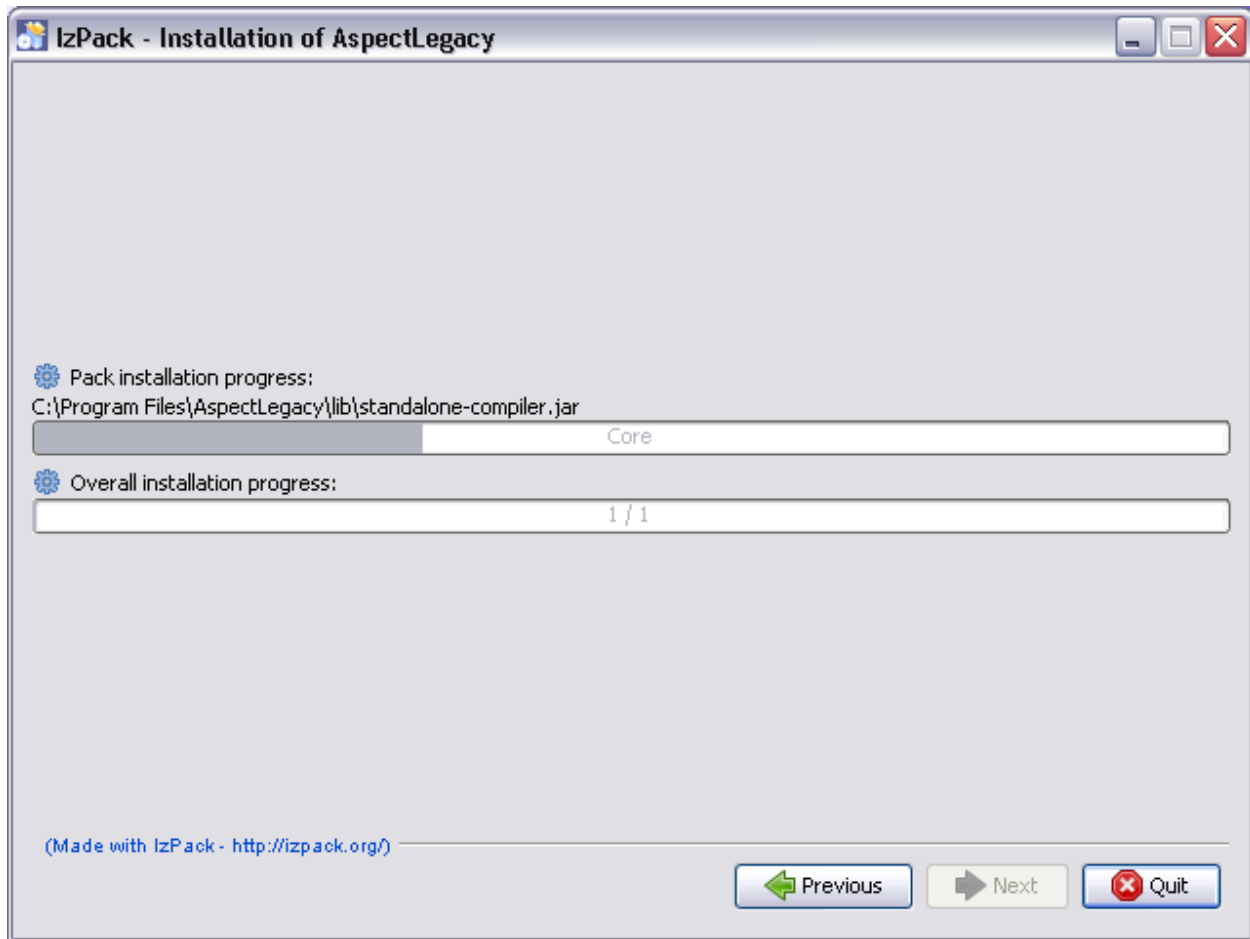 IzPack - Installation of AspectLegacy
Pack installation progress:
C:\Program Files\AspectLegacy\lib\standalone-compiler.jar
Core
Overall installation progress:
1 / 1
(Made with IzPack - http://izpack.org/)
Previous Next Quit